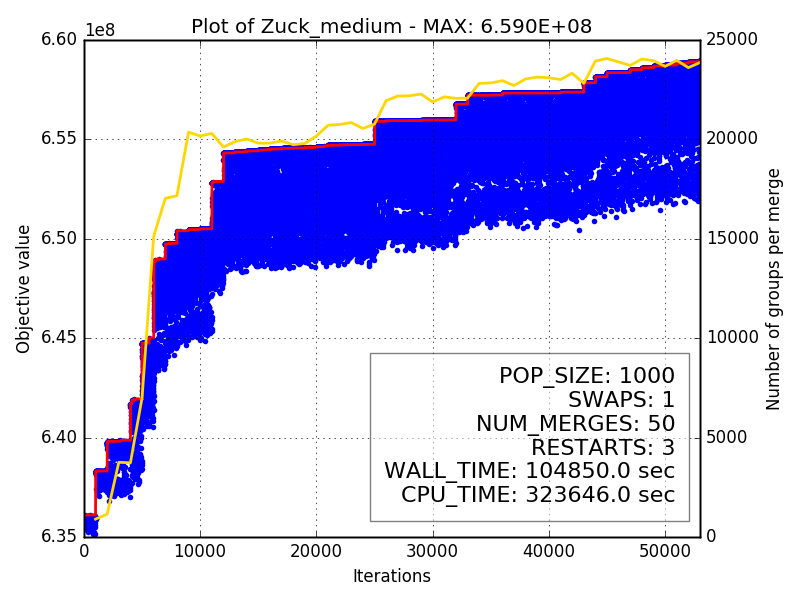 Plot of Zuck_medium - MAX: 6.590E+08
1e8
6.60
6.55
6.50
6.45
6.40
6.35
Objective value
25000
20000
15000
10000
5000
0
Number of groups per merge
POP_SIZE: 1000
SWAPS: 1
NUM_MERGES: 50
RESTARTS: 3
WALL_TIME: 104850.0 sec
CPU_TIME: 323646.0 sec
0 10000 20000 30000 40000 50000
Iterations